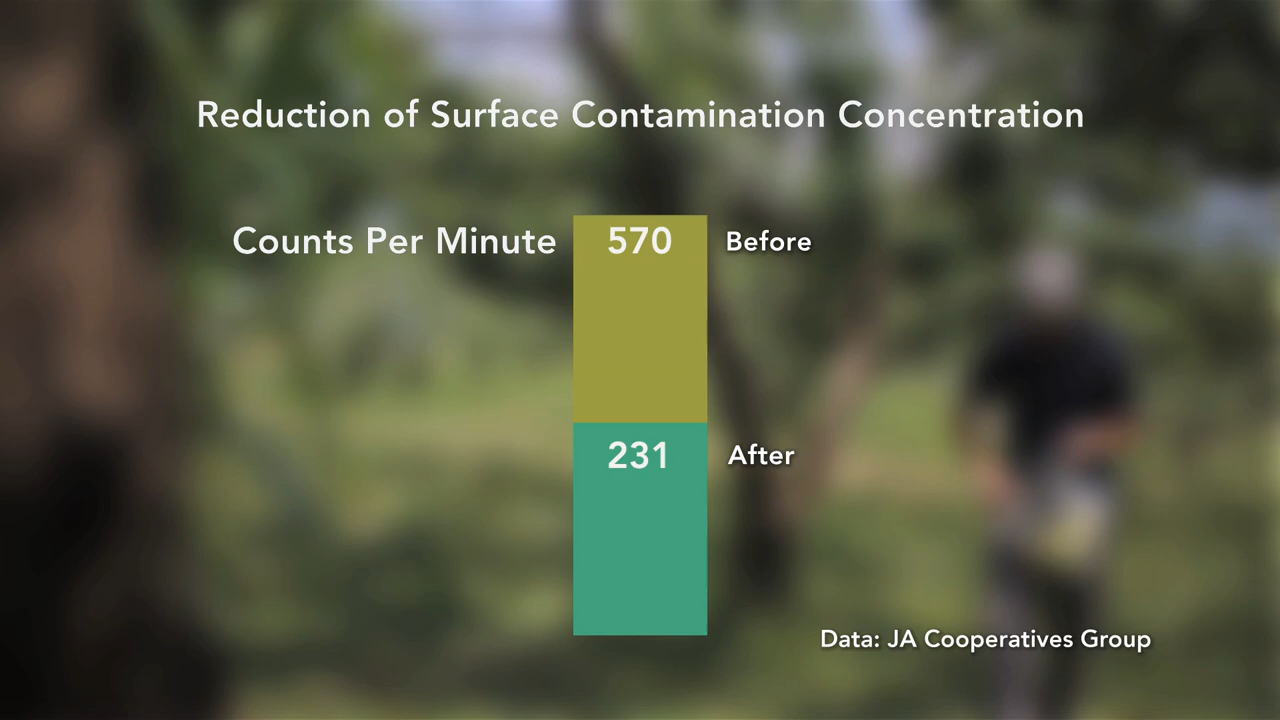 Reduction of Surface Contamination Concentration
Counts Per Minute 570 Before
231 After
Data: JA Cooperatives Group